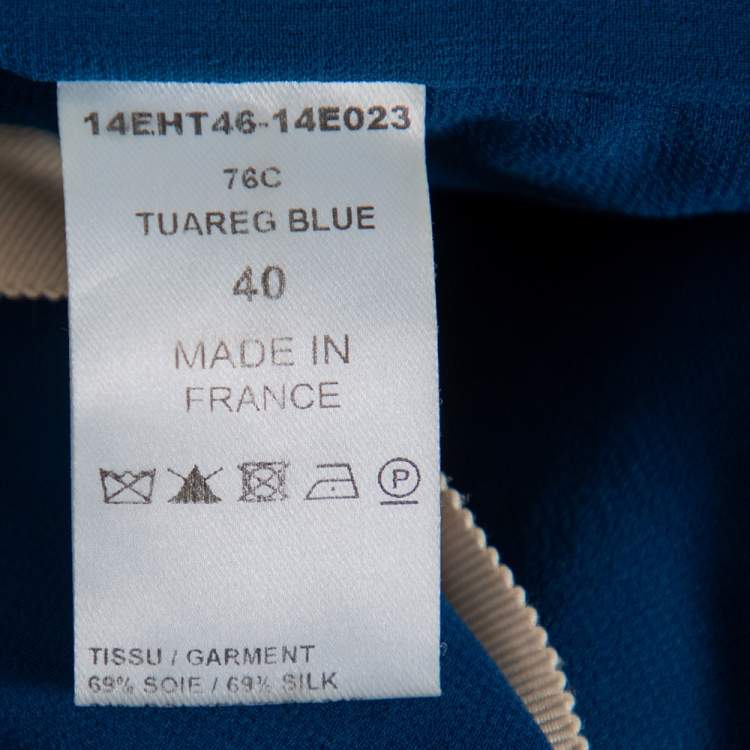 14EHT46-14E023
76C
TUAREG BLUE
40
MADE IN
FRANCE
P
TISSU / GARMENT
69% SOIE / 69% SILK